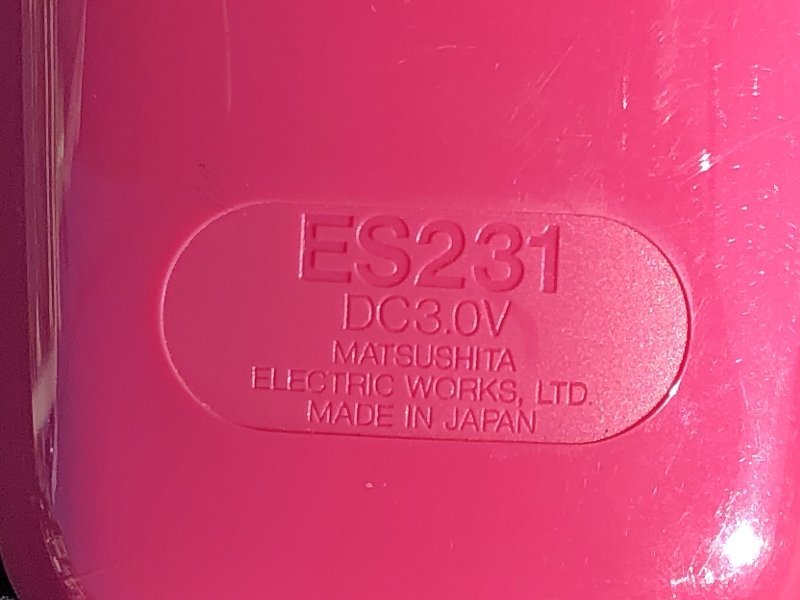 ES231
DC3.0V
MATSUSHITA
ELECTRIC WORKS, LTD.
MADE IN JAPAN